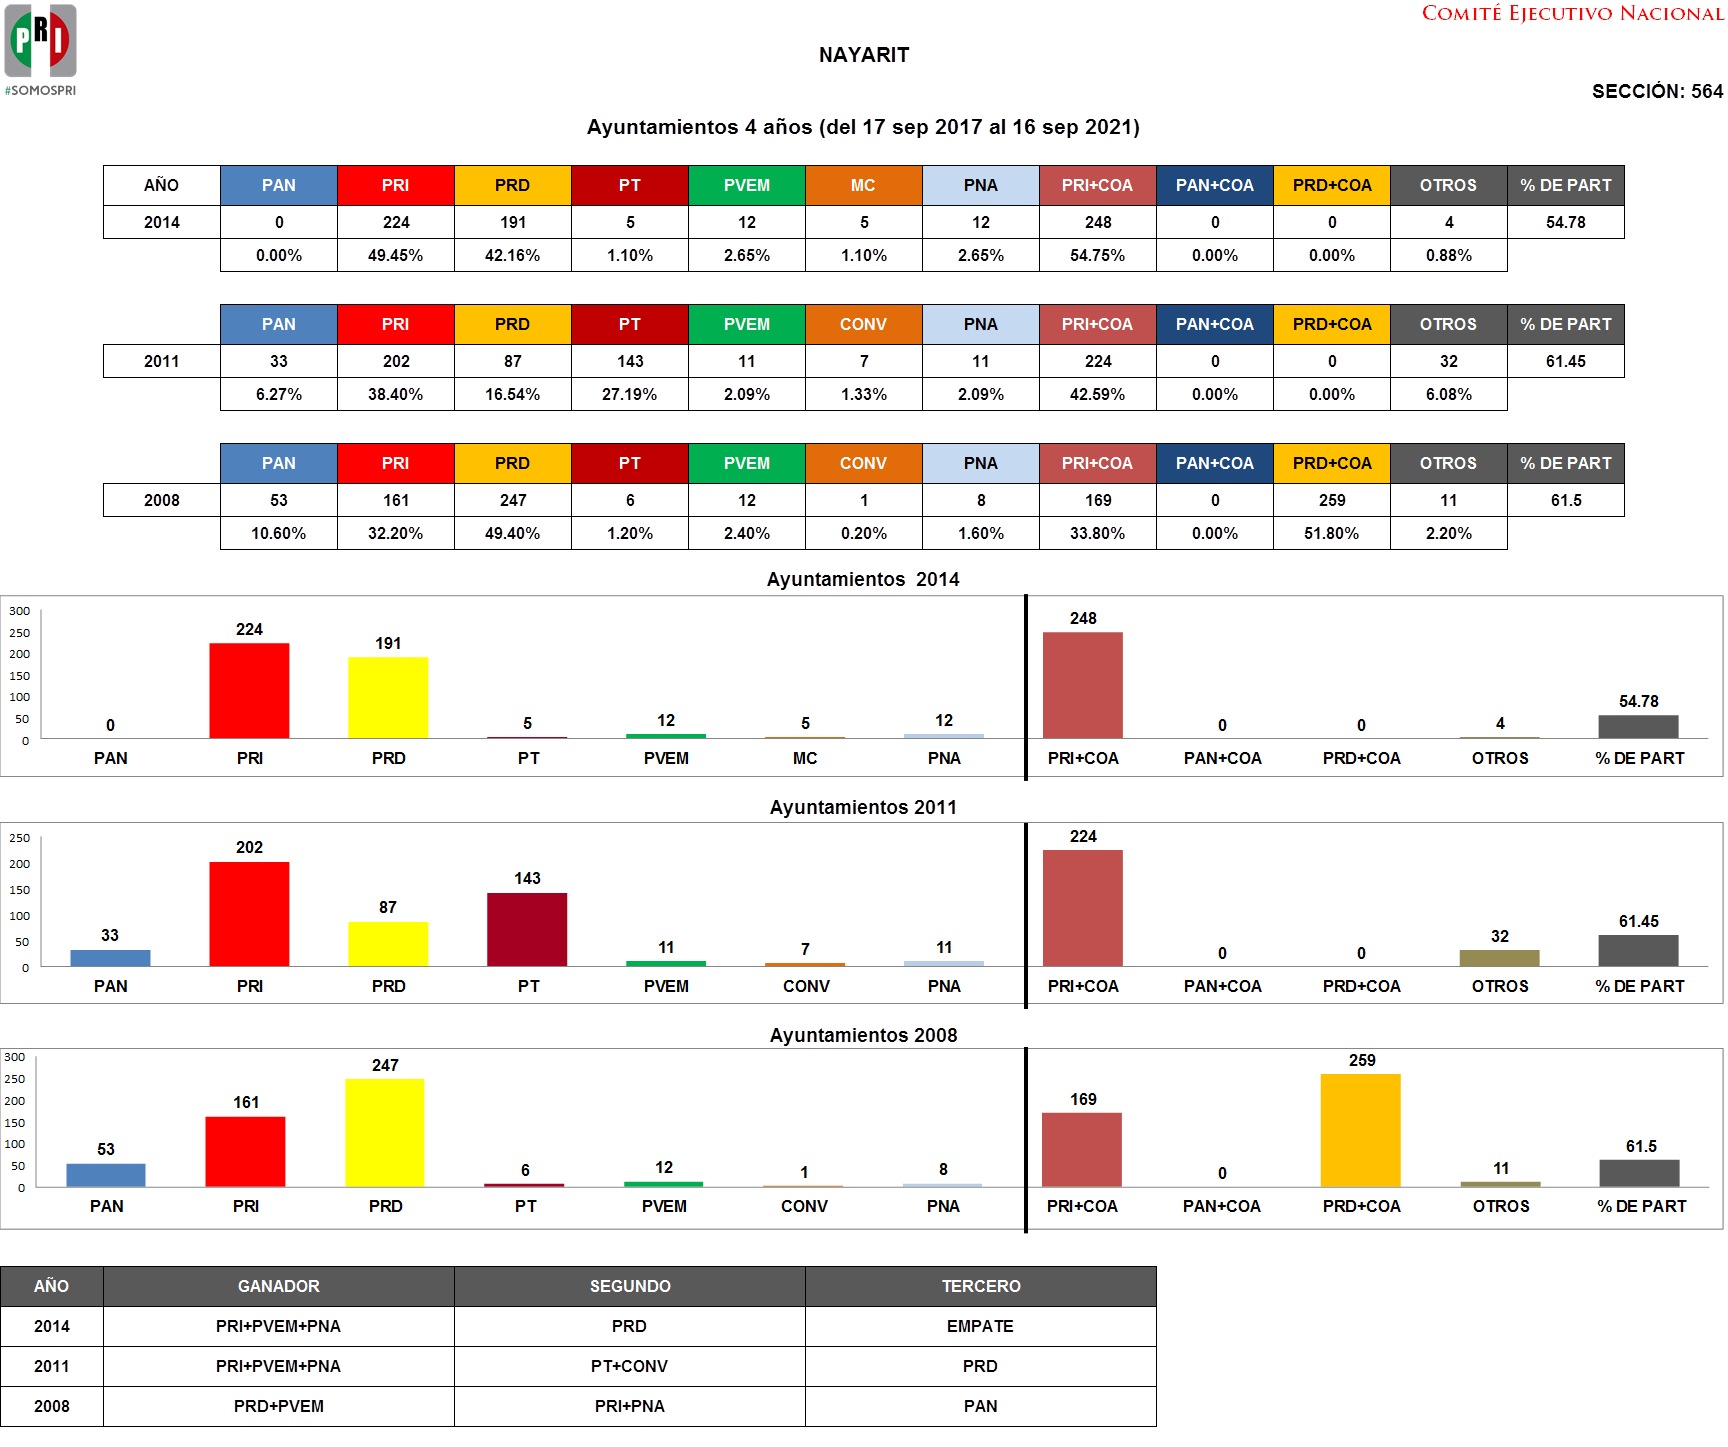 COMITÉ EJECUTIVO NACIONAL
PRI
#SOMOSPRI
NAYARIT
SECCIÓN: 564
Ayuntamientos 4 años (del 17 sep 2017 al 16 sep 2021)
AÑO PAN PRI PRD PT PVEM MC PNA PRI+COA PAN+COA PRD+COA OTROS % DE PART
2014 0 224 191 5 12 5 12 248 0 0 4 54.78
0.00% 49.45% 42.16% 1.10% 2.65% 1.10% 2.65% 54.75% 0.00% 0.00% 0.88%
PAN PRI PRD PT PVEM CONV PNA PRI+COA PAN+COA PRD+COA OTROS % DE PART
2011 33 202 87 143 11 7 11 224 0 0 32 61.45
6.27% 38.40% 16.54% 27.19% 2.09% 1.33% 2.09% 42.59% 0.00% 0.00% 6.08%
PAN PRI PRD PT PVEM CONV PNA PRI+COA PAN+COA PRD+COA OTROS % DE PART
2008 53 161 247 6 12 1 8 169 0 259 11 61.5
10.60% 32.20% 49.40% 1.20% 2.40% 0.20% 1.60% 33.80% 0.00% 51.80% 2.20%
Ayuntamientos 2014
300
250
200
150
100
50
0
0 224 191 5 12 5 12 248 0 0 4 54.78
PAN PRI PRD PT PVEM MC PNA PRI+COA PAN+COA PRD+COA OTROS % DE PART
Ayuntamientos 2011
250
200
150
100
50
0
33 202 87 143 11 7 11 224 0 0 32 61.45
PAN PRI PRD PT PVEM CONV PNA PRI+COA PAN+COA PRD+COA OTROS % DE PART
Ayuntamientos 2008
300
250
200
150
100
50
0
53 161 247 6 12 1 8 169 0 259 11 61.5
PAN PRI PRD PT PVEM CONV PNA PRI+COA PAN+COA PRD+COA OTROS % DE PART
AÑO GANADOR SEGUNDO TERCERO
2014 PRI+PVEM+PNA PRD EMPATE
2011 PRI+PVEM+PNA PT+CONV PRD
2008 PRD+PVEM PRI+PNA PAN